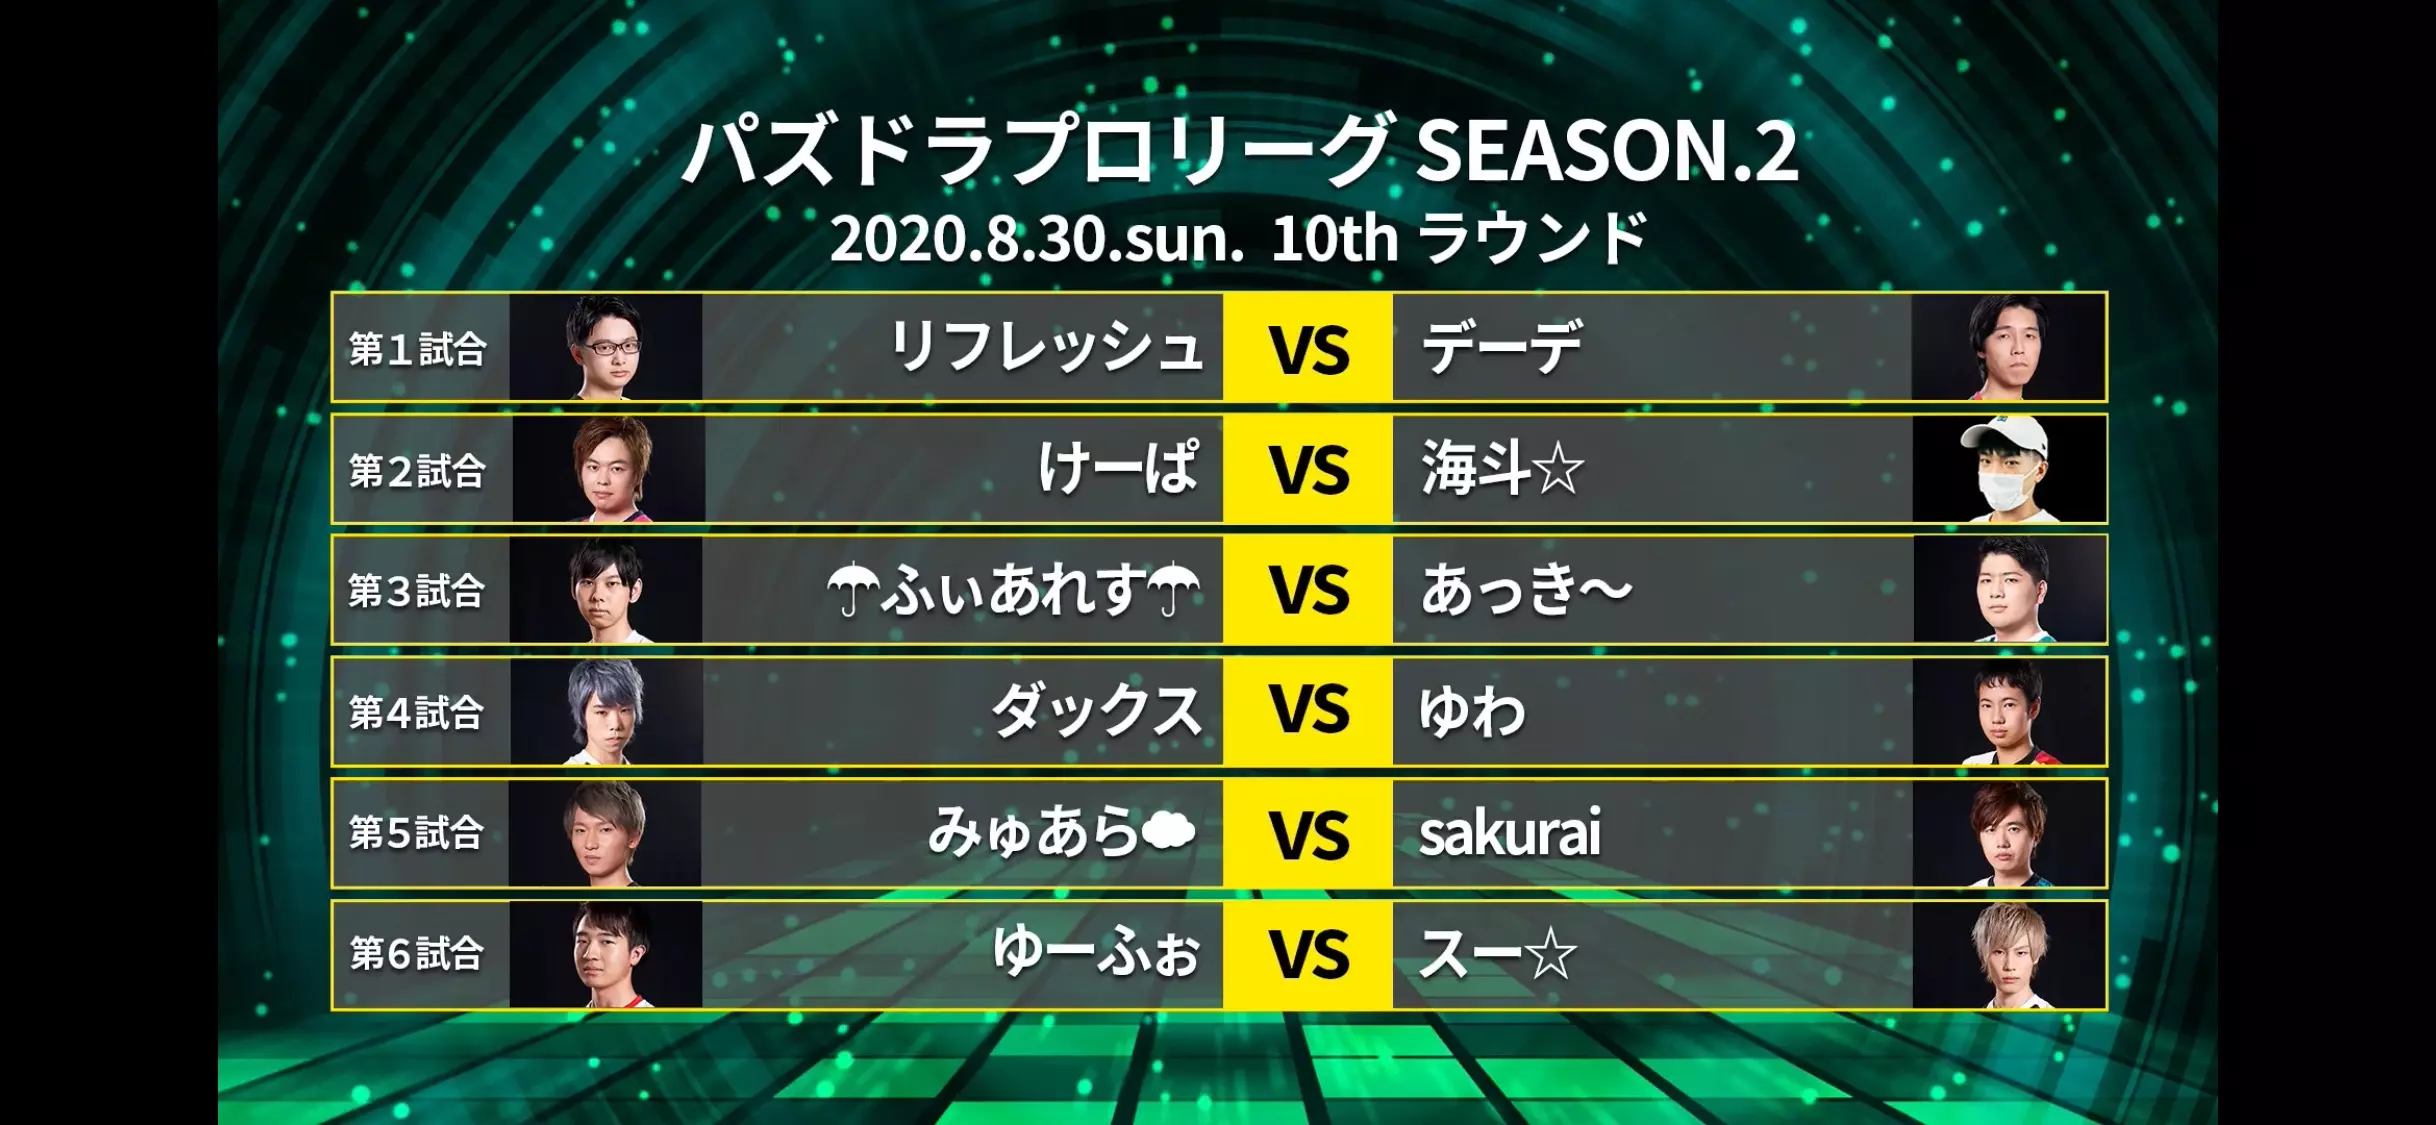 パズドラプロリーグ SEASON.2
2020.8.30.sun. 10th ラウンド
第1試合 リフレッシュ VS デーデ
第2試合 けーぱ VS 海斗☆
第3試合 ☂ふぃあれす☂ VS あっき～
第4試合 ダックス VS ゆわ
第5試合 みゅあら☁ VS sakurai
第6試合 ゆーふぉ VS スー☆